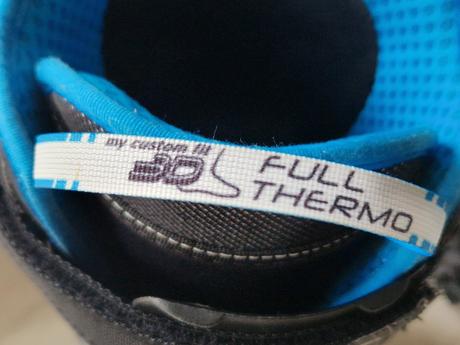 my custom fit
3D FULL
THERMO